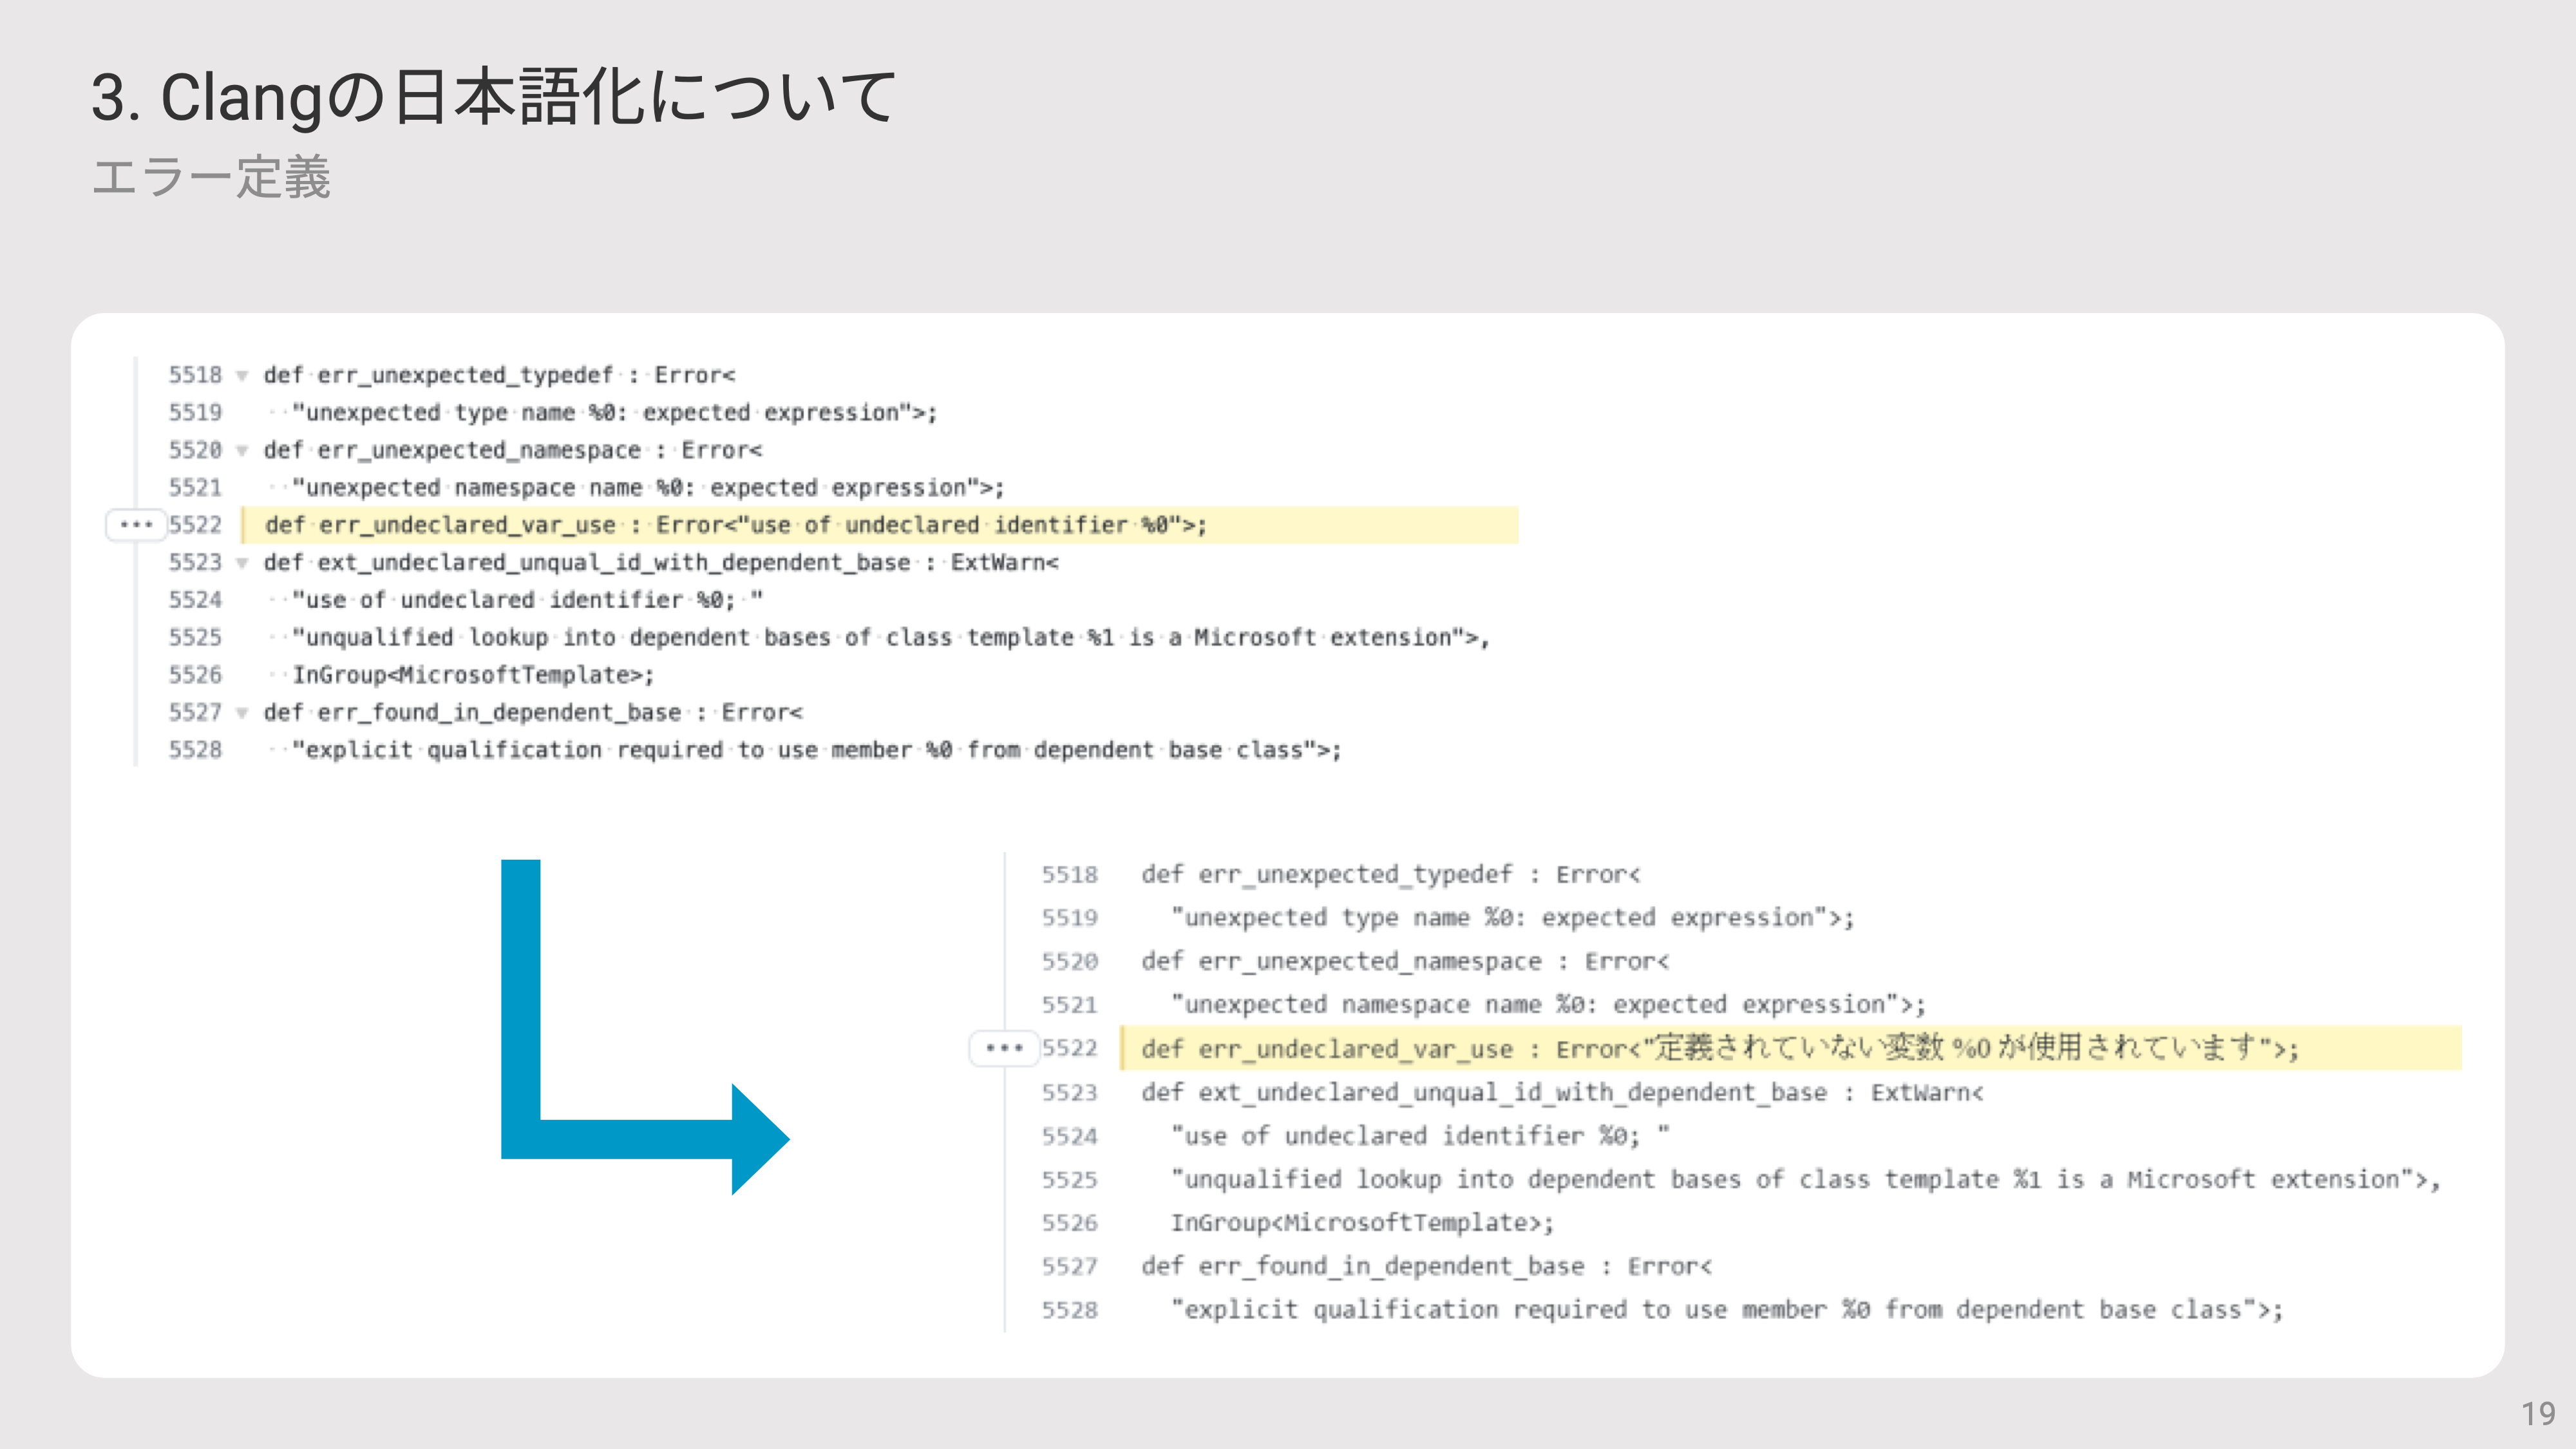 3. Clangの日本語化について
エラー定義
5518 def err_unexpected_typedef : Error<
5519 "unexpected type name %0: expected expression">;
5520 def err_unexpected_namespace : Error<
5521 "unexpected namespace name %0: expected expression">;
5522 def err_undeclared_var_use : Error<"use of undeclared identifier %0">;
5523 def ext_undeclared_unqual_id_with_dependent_base : ExtWarn<
5524 "use of undeclared identifier %0; "
5525 "unqualified lookup into dependent bases of class template %1 is a Microsoft extension">,
5526 InGroup<MicrosoftTemplate>;
5527 def err_found_in_dependent_base : Error<
5528 "explicit qualification required to use member %0 from dependent base class">;
5518 def err_unexpected_typedef : Error<
5519 "unexpected type name %0: expected expression">;
5520 def err_unexpected_namespace : Error<
5521 "unexpected namespace name %0: expected expression">;
5522 def err_undeclared_var_use : Error<"定義されていない変数 %0 が使用されています">;
5523 def ext_undeclared_unqual_id_with_dependent_base : ExtWarn<
5524 "use of undeclared identifier %0; "
5525 "unqualified lookup into dependent bases of class template %1 is a Microsoft extension">,
5526 InGroup<MicrosoftTemplate>;
5527 def err_found_in_dependent_base : Error<
5528 "explicit qualification required to use member %0 from dependent base class">;
19